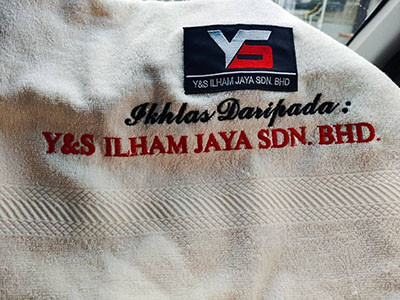 YS
Y&S ILHAM JAYA SDN. BHD
Ikhlas Daripada :
Y&S ILHAM JAYA SDN. BHD.